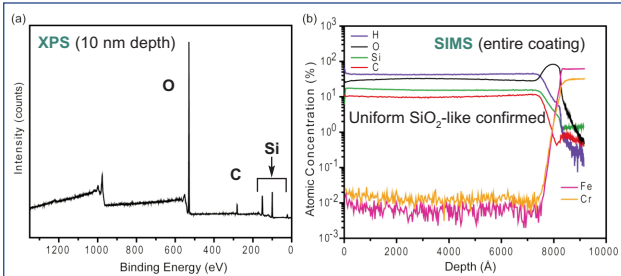 (a)
XPS (10 nm depth)
O
Si
C
Intensity (counts)
1200 1000 800 600 400 200 0
Binding Energy (eV)
(b)
SIMS (entire coating)
H
O
Si
C
Uniform SiO₂-like confirmed
Fe
Cr
Atomic Concentration (%)
10²
10¹
10⁰
10⁻¹
10⁻²
10⁻³
0 2000 4000 6000 8000 10000
Depth (Å)